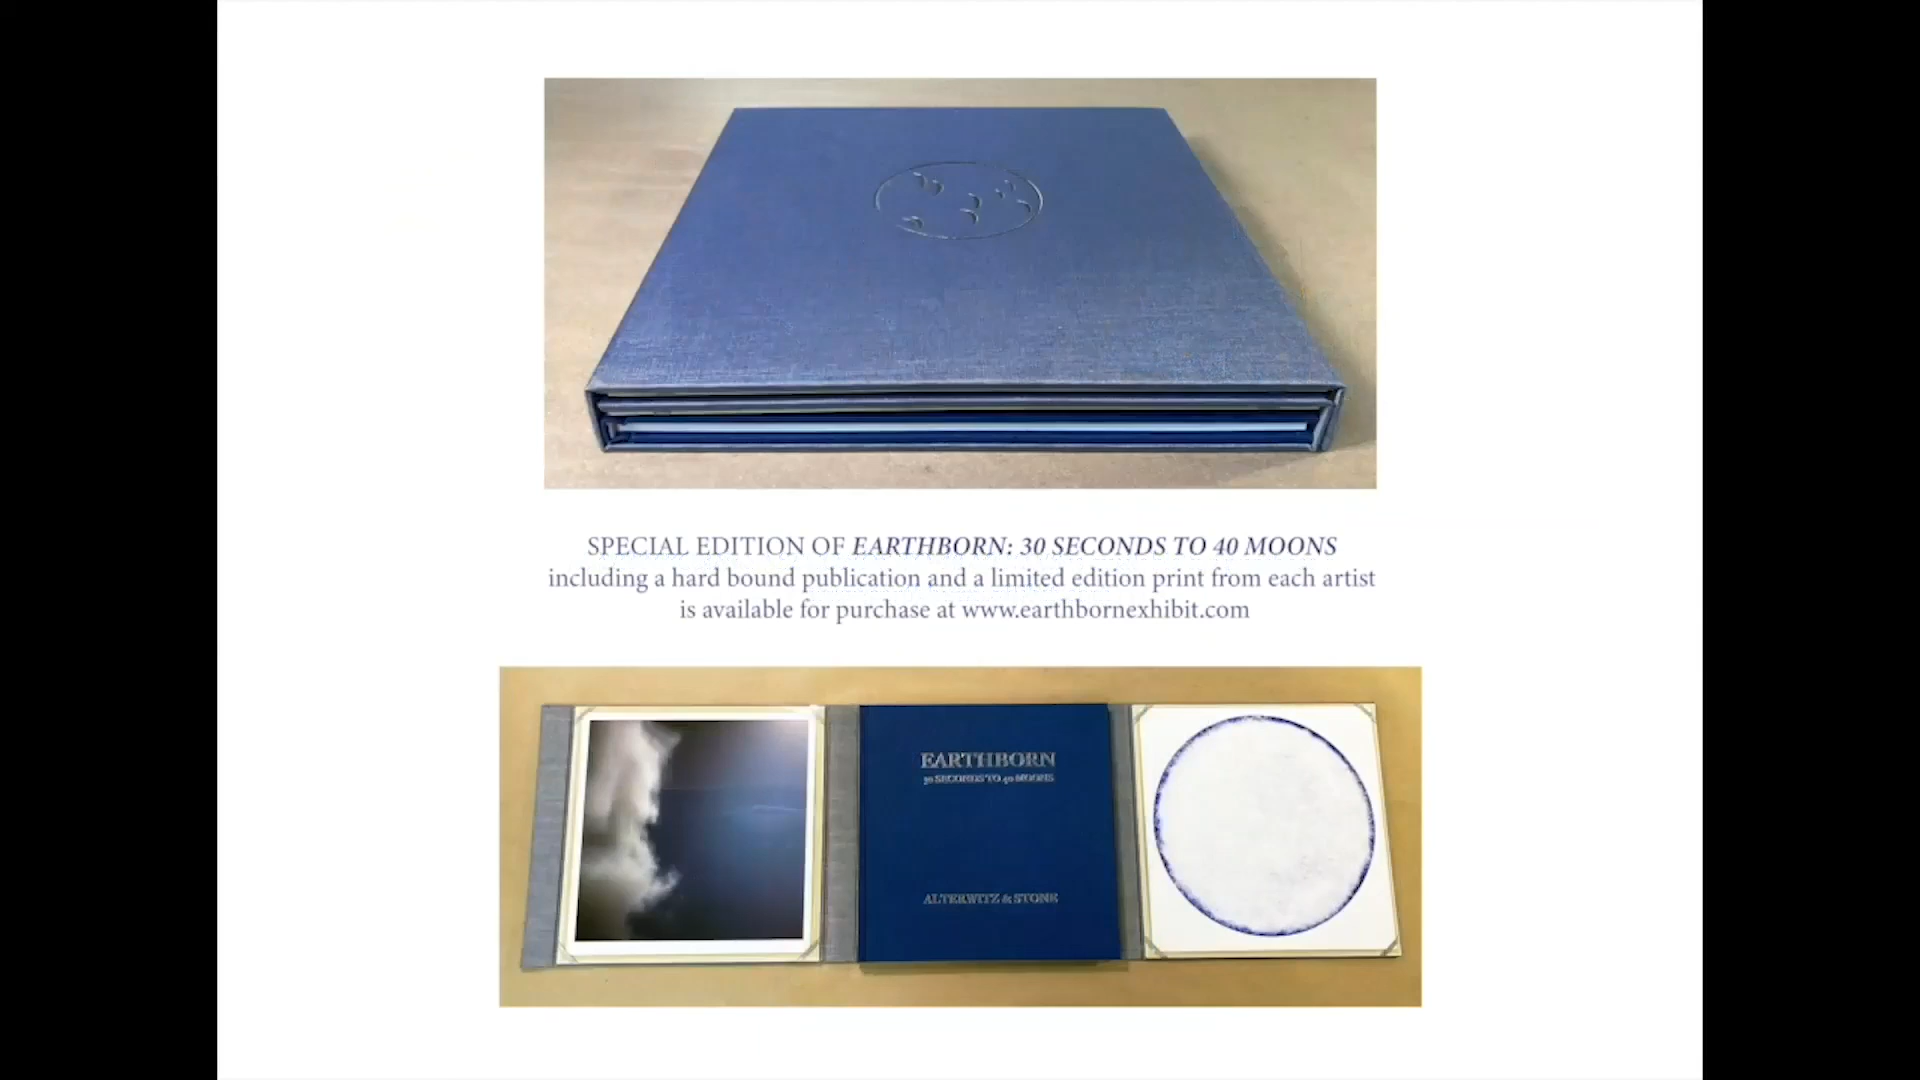 SPECIAL EDITION OF EARTHBORN: 30 SECONDS TO 40 MOONS
including a hard bound publication and a limited edition print from each artist
is available for purchase at www.earthbornexhibit.com
EARTHBORN
30 SECONDS TO 40 MOONS
ALTERWITZ & STONE